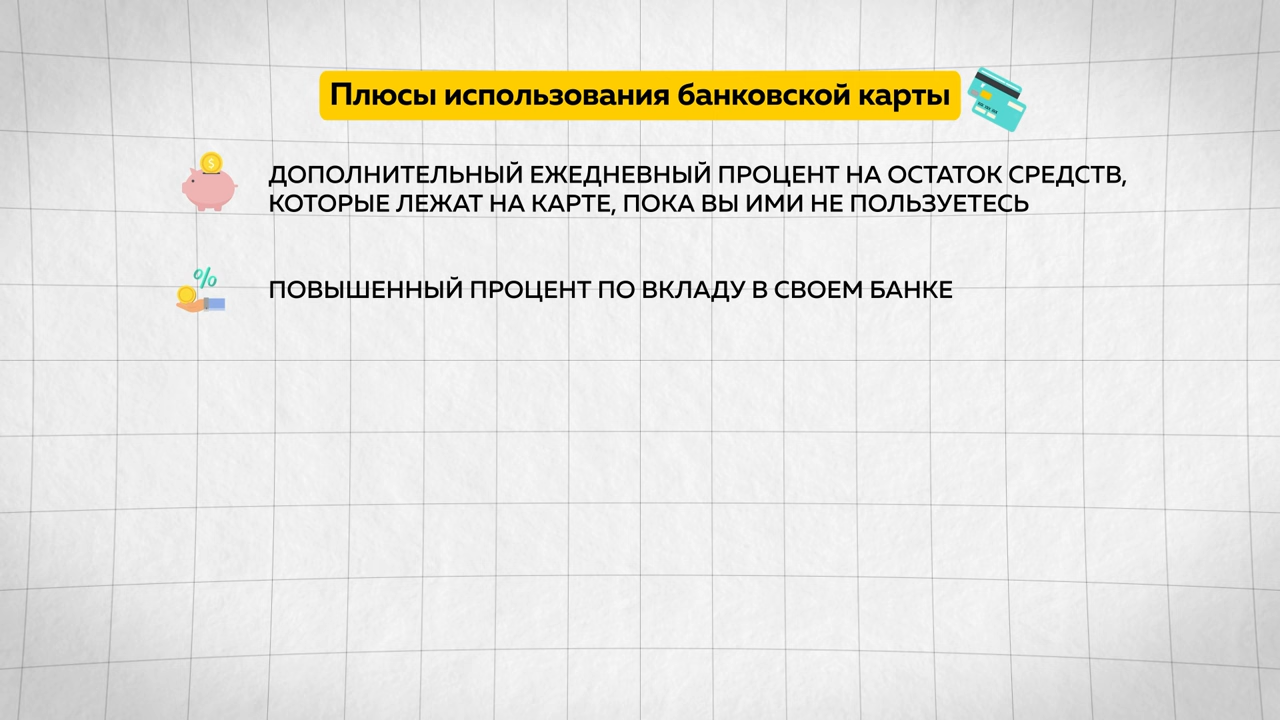 Плюсы использования банковской карты
ДОПОЛНИТЕЛЬНЫЙ ЕЖЕДНЕВНЫЙ ПРОЦЕНТ НА ОСТАТОК СРЕДСТВ,
КОТОРЫЕ ЛЕЖАТ НА КАРТЕ, ПОКА ВЫ ИМИ НЕ ПОЛЬЗУЕТЕСЬ
%
ПОВЫШЕННЫЙ ПРОЦЕНТ ПО ВКЛАДУ В СВОЕМ БАНКЕ